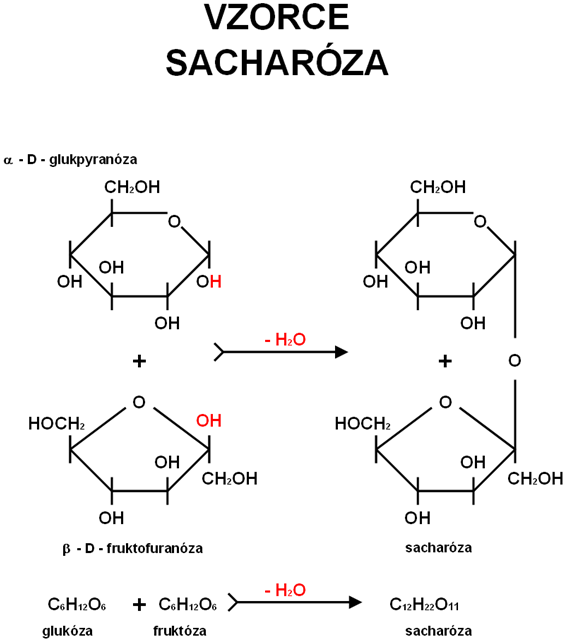 VZORCE
SACHARÓZA
α - D - glukpyranóza
CH₂OH CH₂OH
O O
OH OH
OH OH OH
OH OH
- H₂O
+ + O
O OH O
HOCH₂ HOCH₂
OH OH
CH₂OH CH₂OH
OH OH
β - D - fruktofuranóza sacharóza
- H₂O
C₆H₁₂O₆ + C₆H₁₂O₆ C₁₂H₂₂O₁₁
glukóza fruktóza sacharóza